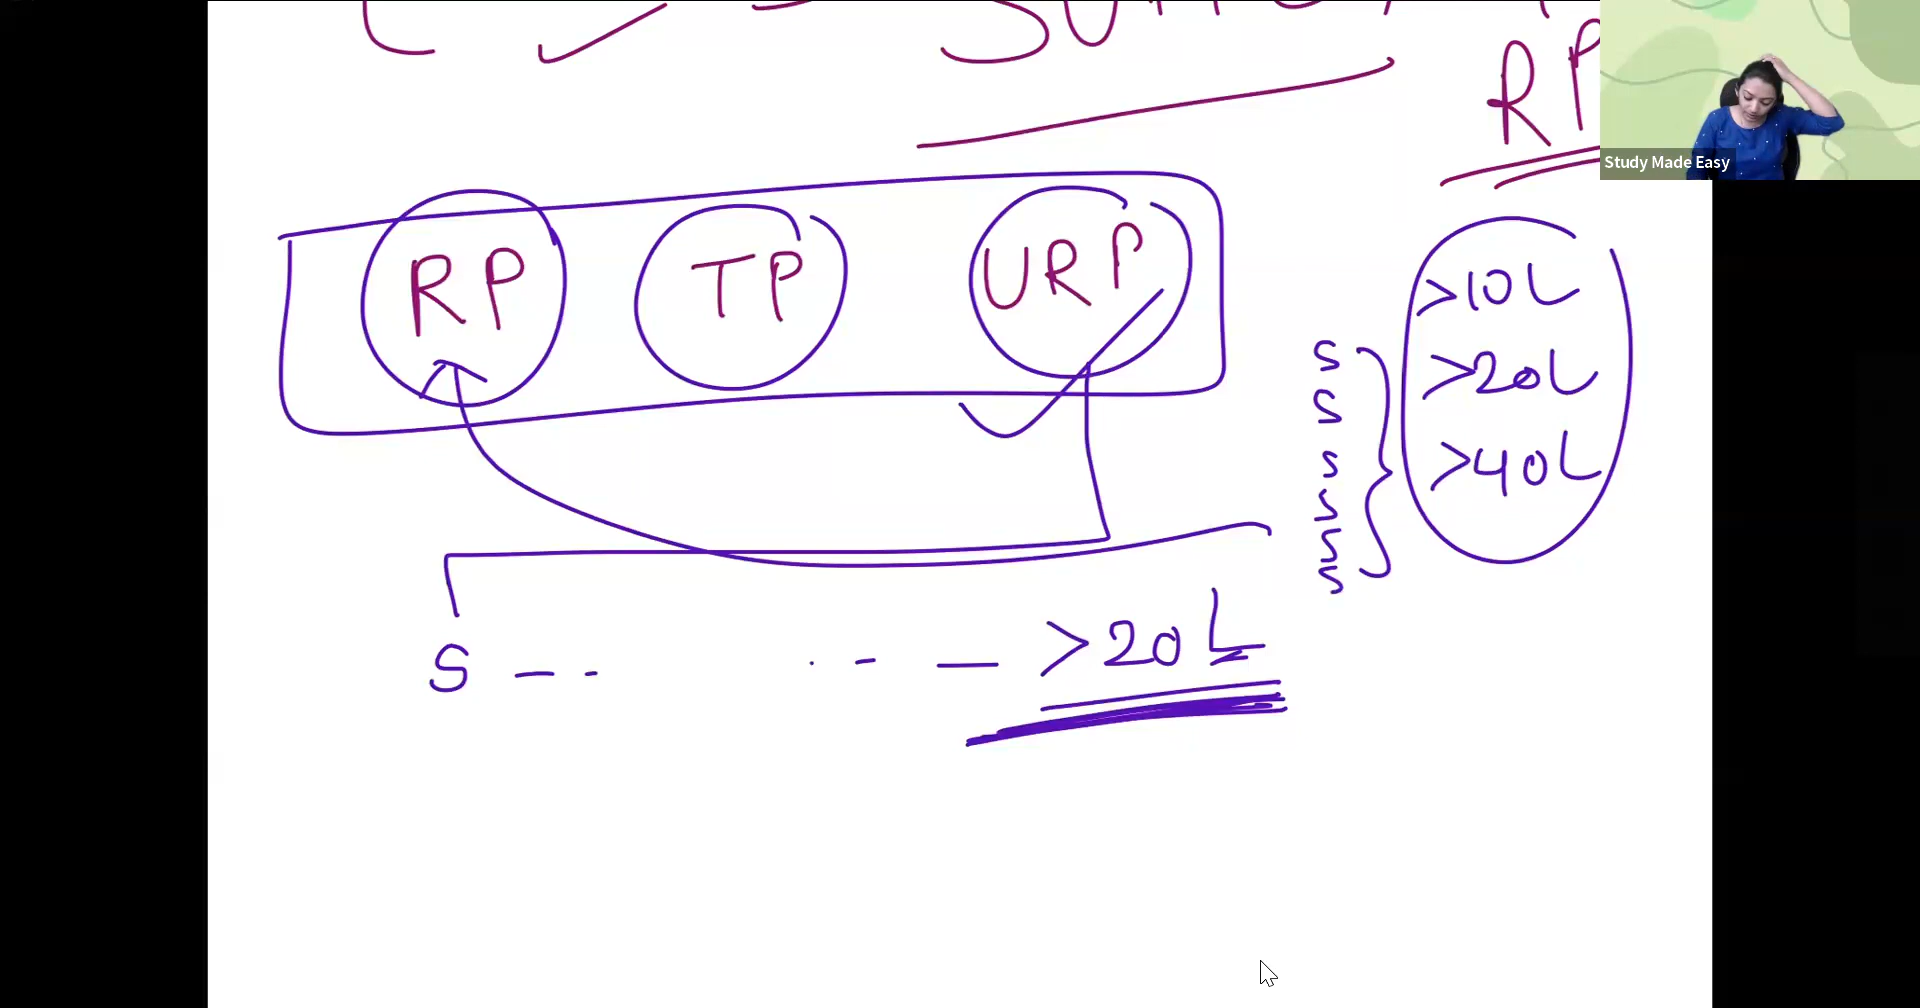 RP
Study Made Easy
RP TP URP
>10L
S
>20L
S
S
>40L
S
S
S
S -- .- — >20L